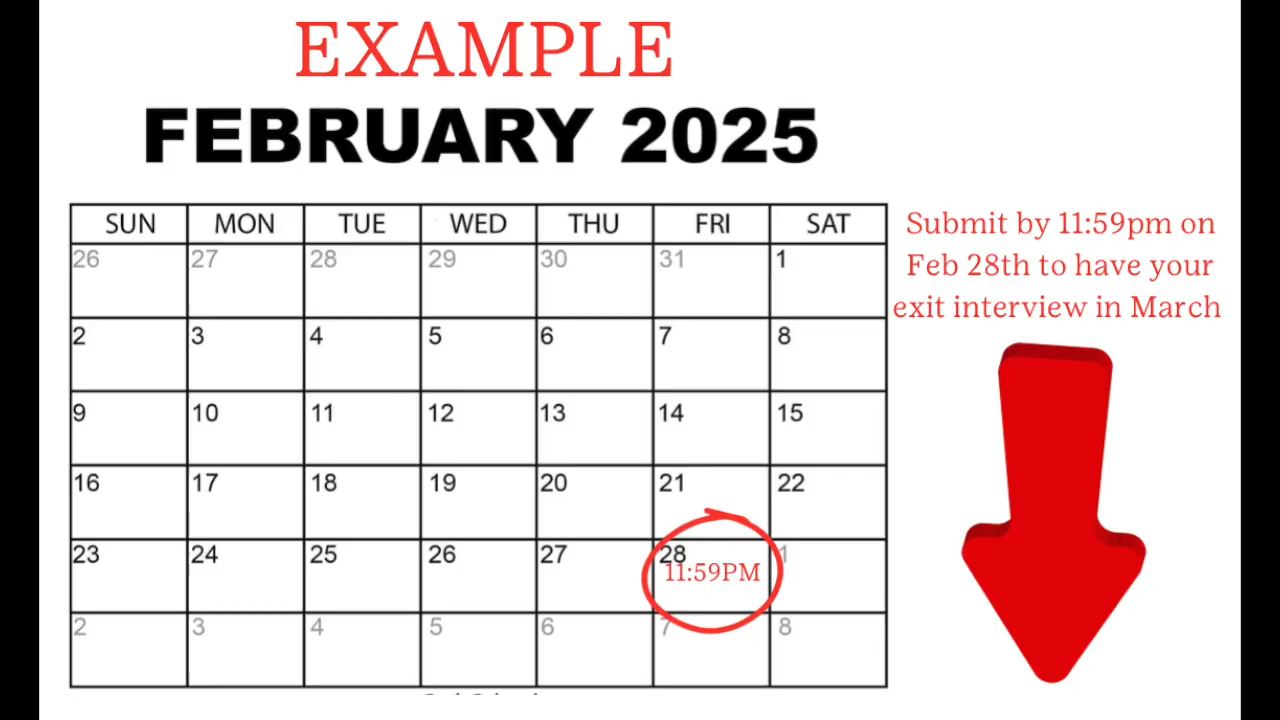 EXAMPLE
FEBRUARY 2025
SUN MON TUE WED THU FRI SAT
26 27 28 29 30 31 1
2 3 4 5 6 7 8
9 10 11 12 13 14 15
16 17 18 19 20 21 22
23 24 25 26 27 28 1
11:59PM
2 3 4 5 6 7 8
Submit by 11:59pm on
Feb 28th to have your
exit interview in March